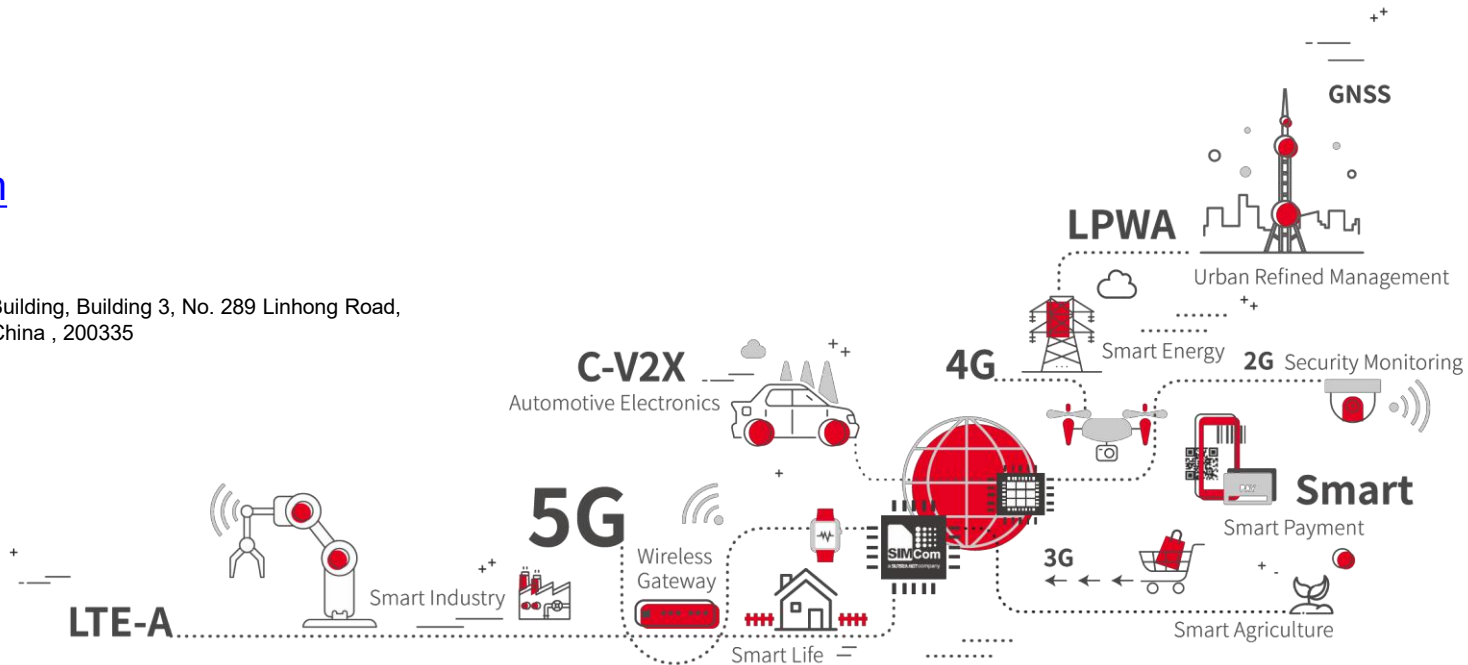 GNSS
LPWA
Urban Refined Management
Building, Building 3, No. 289 Linhong Road,
China , 200335
Smart Energy
C-V2X
4G
2G Security Monitoring
Automotive Electronics
5G
Smart
PAY
Smart Payment
Wireless
Gateway
SIMCom
3G
Smart Industry
LTE-A
Smart Agriculture
Smart Life